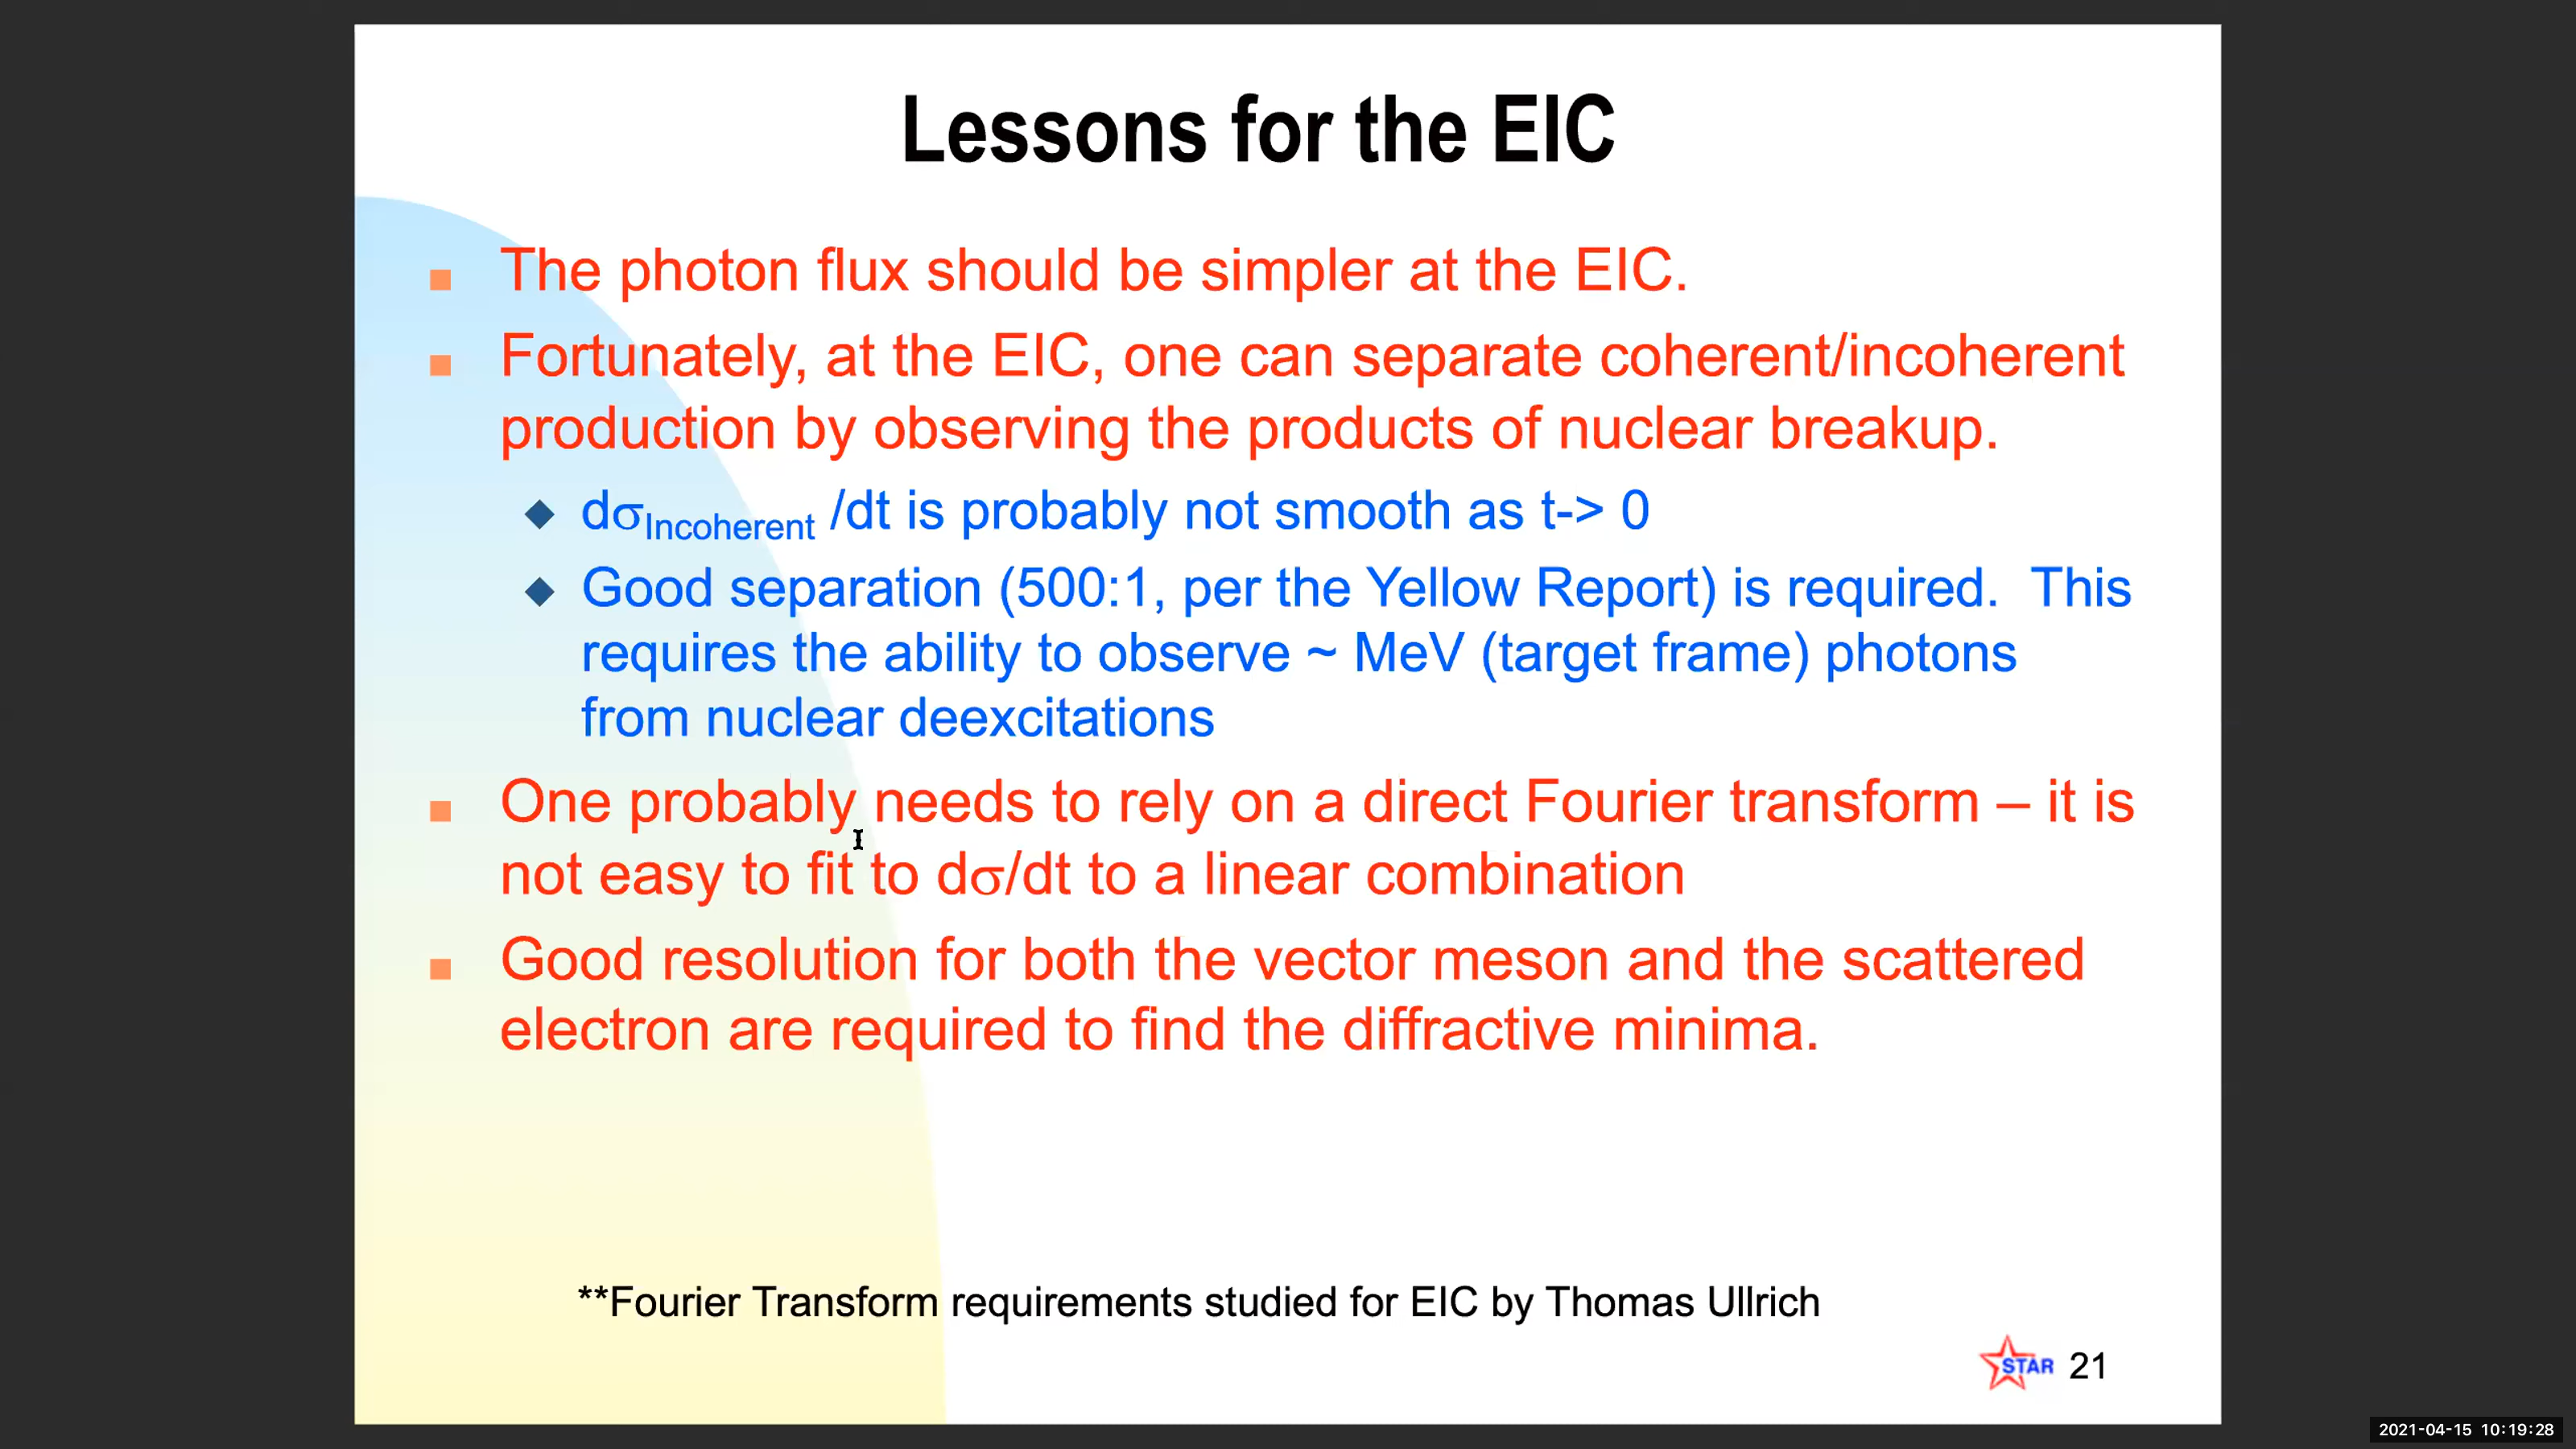 Lessons for the EIC
The photon flux should be simpler at the EIC.
Fortunately, at the EIC, one can separate coherent/incoherent
production by observing the products of nuclear breakup.
dσIncoherent /dt is probably not smooth as t-> 0
Good separation (500:1, per the Yellow Report) is required.  This
requires the ability to observe ~ MeV (target frame) photons
from nuclear deexcitations
One probably needs to rely on a direct Fourier transform – it is
not easy to fit to dσ/dt to a linear combination
Good resolution for both the vector meson and the scattered
electron are required to find the diffractive minima.
**Fourier Transform requirements studied for EIC by Thomas Ullrich
STAR 21
2021-04-15 10:19:28